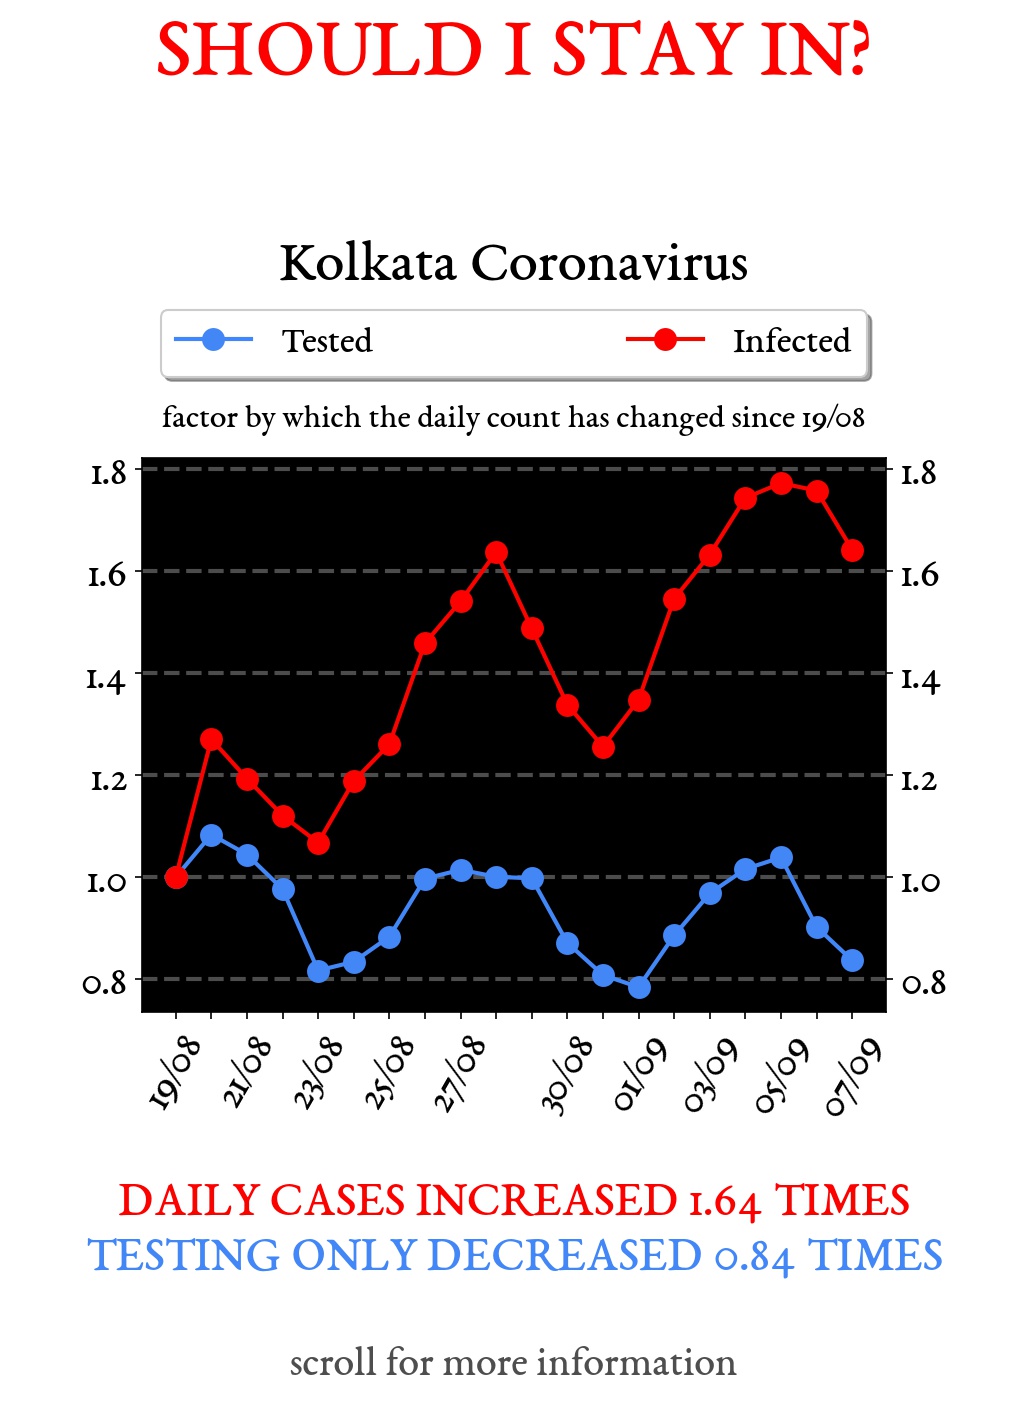 SHOULD I STAY IN?
Kolkata Coronavirus
Tested Infected
factor by which the daily count has changed since 19/08
1.8 1.8
1.6 1.6
1.4 1.4
1.2 1.2
1.0 1.0
0.8 0.8
19/08 21/08 23/08 25/08 27/08 30/08 01/09 03/09 05/09 07/09
DAILY CASES INCREASED 1.64 TIMES
TESTING ONLY DECREASED 0.84 TIMES
scroll for more information